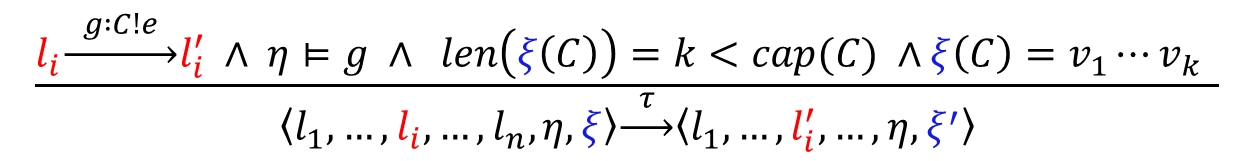 l_i —g:C!e→ l'_i ∧ η ⊨ g ∧ len(ξ(C)) = k < cap(C) ∧ ξ(C) = v_1 ⋯ v_k
⟨l_1, …, l_i, …, l_n, η, ξ⟩ —τ→ ⟨l_1, …, l'_i, …, η, ξ'⟩